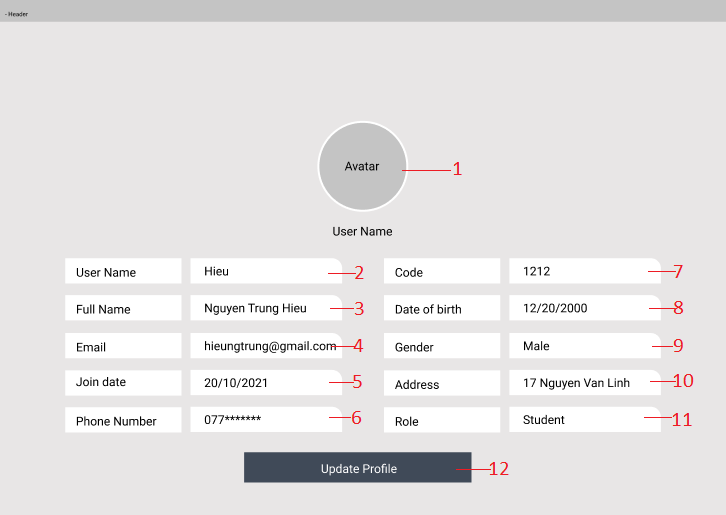 - Header
Avatar
1
User Name
User Name Hieu 2
Code 1212 7
Full Name Nguyen Trung Hieu 3
Date of birth 12/20/2000 8
Email hieungtrung@gmail.com 4
Gender Male 9
Join date 20/10/2021 5
Address 17 Nguyen Van Linh 10
Phone Number 077******* 6
Role Student 11
Update Profile 12